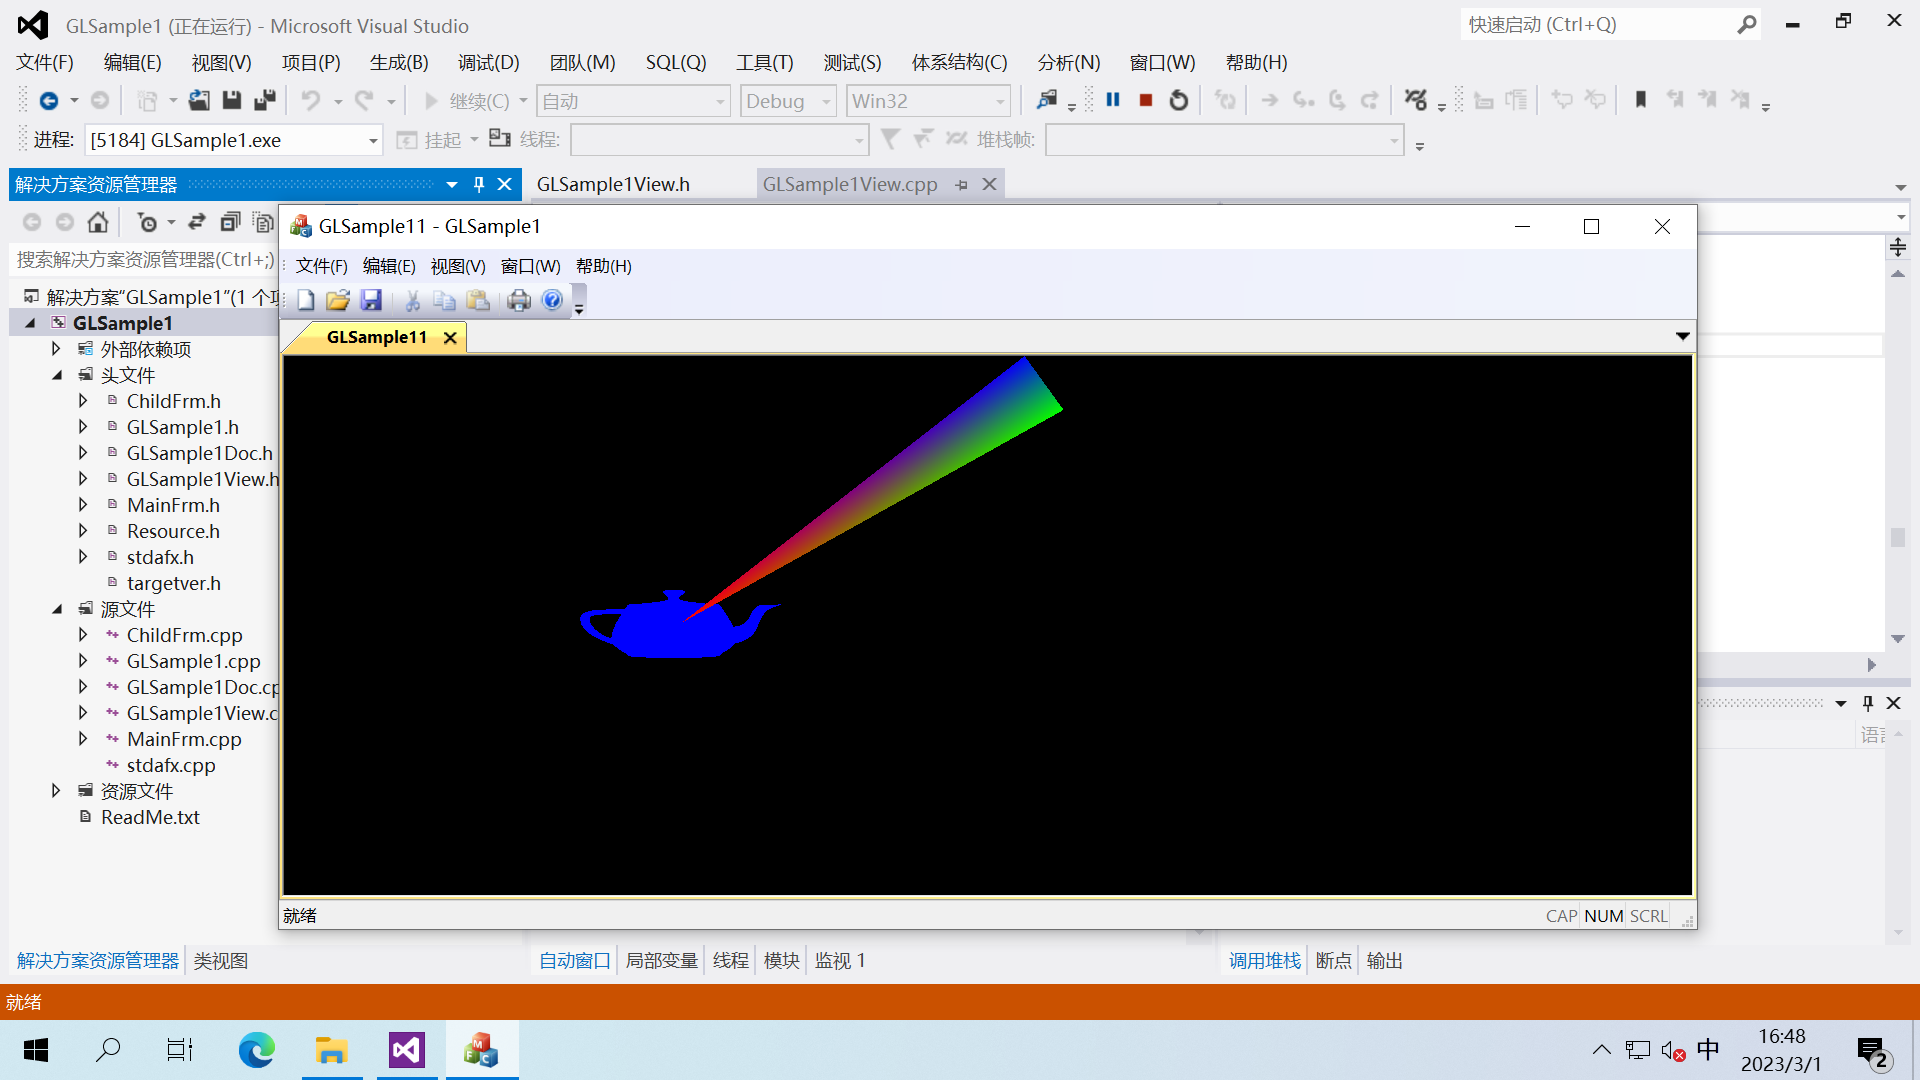 GLSample1 (正在运行) - Microsoft Visual Studio
快速启动 (Ctrl+Q)
文件(F) 编辑(E) 视图(V) 项目(P) 生成(B) 调试(D) 团队(M) SQL(Q) 工具(T) 测试(S) 体系结构(C) 分析(N) 窗口(W) 帮助(H)
继续(C) 自动 Debug Win32
进程: [5184] GLSample1.exe 挂起 线程: 堆栈帧:
解决方案资源管理器
GLSample1View.h GLSample1View.cpp
搜索解决方案资源管理器(Ctrl+;)
解决方案"GLSample1"(1 个
GLSample1
外部依赖项
头文件
ChildFrm.h
GLSample1.h
GLSample1Doc.h
GLSample1View.h
MainFrm.h
Resource.h
stdafx.h
targetver.h
源文件
ChildFrm.cpp
GLSample1.cpp
GLSample1Doc.cp
GLSample1View.c
MainFrm.cpp
stdafx.cpp
资源文件
ReadMe.txt
GLSample11 - GLSample1
文件(F) 编辑(E) 视图(V) 窗口(W) 帮助(H)
GLSample11
就绪
CAP NUM SCRL
语
解决方案资源管理器 类视图
自动窗口 局部变量 线程 模块 监视 1
调用堆栈 断点 输出
就绪
中
16:48
2023/3/1
2